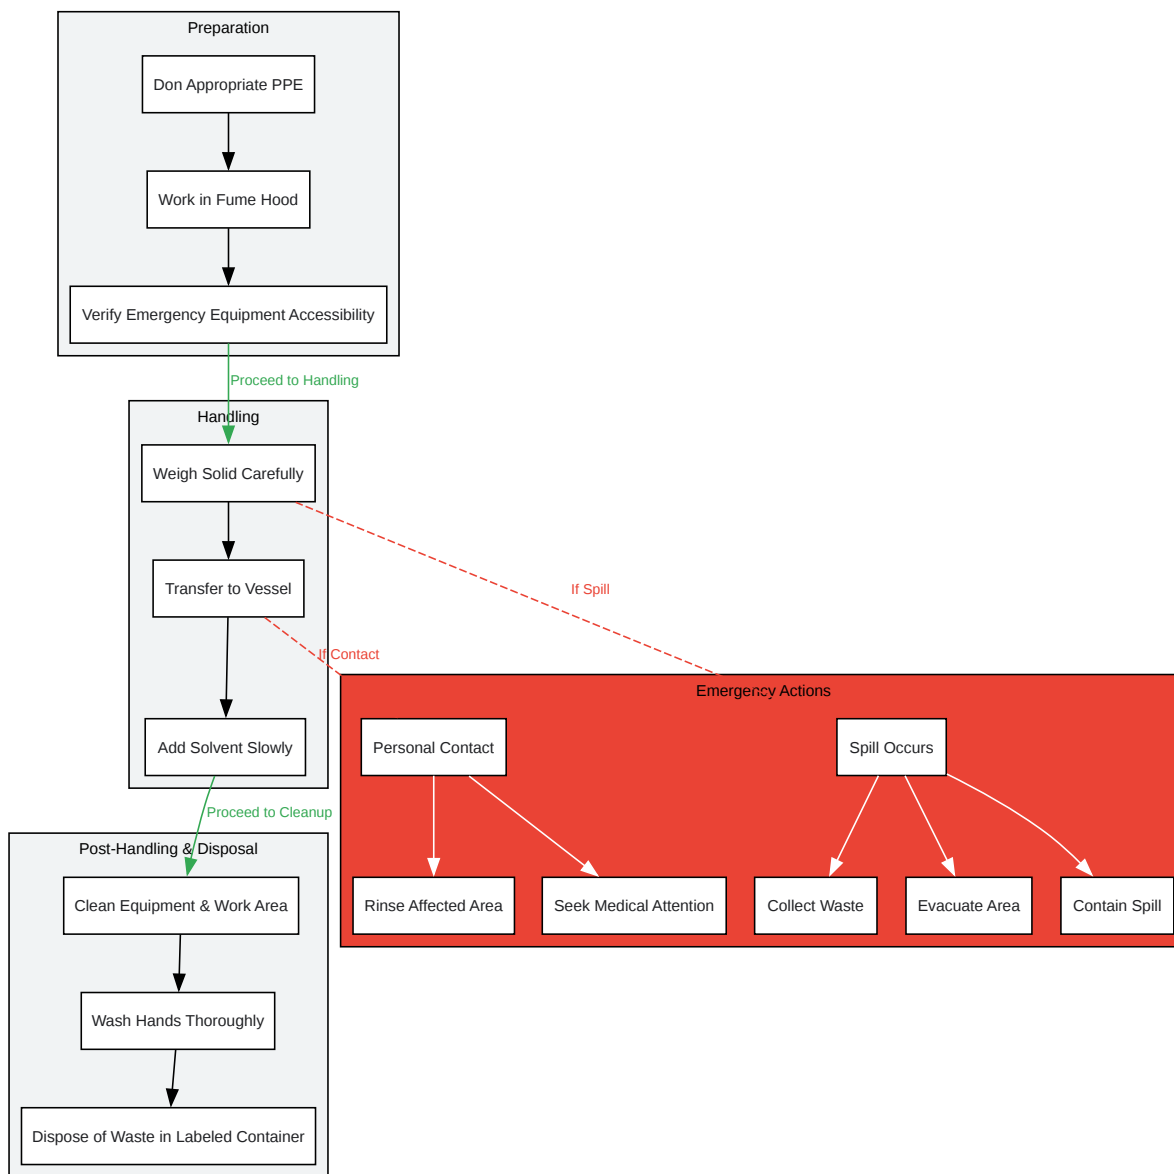 Preparation
Don Appropriate PPE
Work in Fume Hood
Verify Emergency Equipment Accessibility
Proceed to Handling
Handling
Weigh Solid Carefully
Transfer to Vessel
If Spill
If Contact
Emergency Actions
Add Solvent Slowly
Personal Contact
Spill Occurs
Proceed to Cleanup
Post-Handling & Disposal
Clean Equipment & Work Area
Rinse Affected Area
Seek Medical Attention
Collect Waste
Evacuate Area
Contain Spill
Wash Hands Thoroughly
Dispose of Waste in Labeled Container